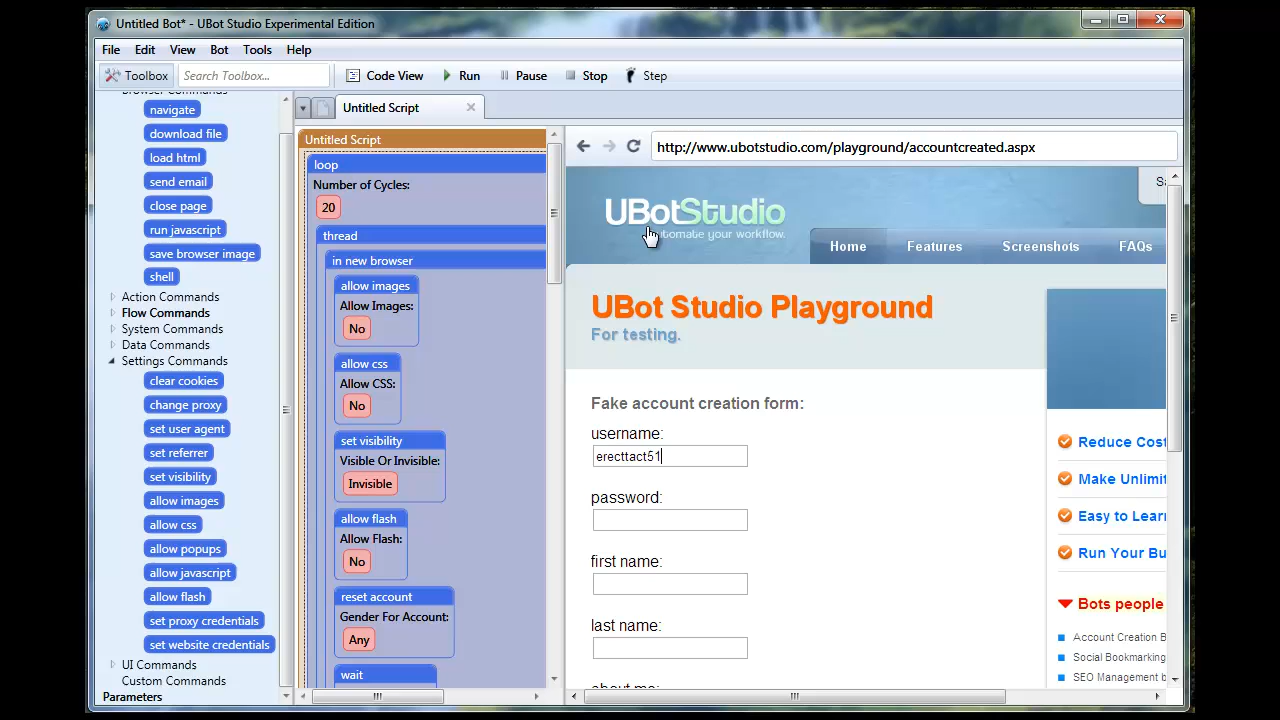 Untitled Bot* - UBot Studio Experimental Edition
File Edit View Bot Tools Help
Toolbox Search Toolbox... Code View Run Pause Stop Step
Browser Commands
navigate
download file
load html
send email
close page
run javascript
save browser image
shell
Action Commands
Flow Commands
System Commands
Data Commands
Settings Commands
clear cookies
change proxy
set user agent
set referrer
set visibility
allow images
allow css
allow popups
allow javascript
allow flash
set proxy credentials
set website credentials
UI Commands
Custom Commands
Parameters
Untitled Script
Untitled Script
loop
Number of Cycles:
20
thread
in new browser
allow images
Allow Images:
No
allow css
Allow CSS:
No
set visibility
Visible Or Invisible:
Invisible
allow flash
Allow Flash:
No
reset account
Gender For Account:
Any
wait
http://www.ubotstudio.com/playground/accountcreated.aspx
UBotStudio
utomate your workflow.
Home Features Screenshots FAQs
UBot Studio Playground
For testing.
Fake account creation form:
username:
erecttact51
password:
first name:
last name:
about me:
Reduce Cost
Make Unlimit
Easy to Learn
Run Your Bu
Bots people
Account Creation B
Social Bookmarking
SEO Management b